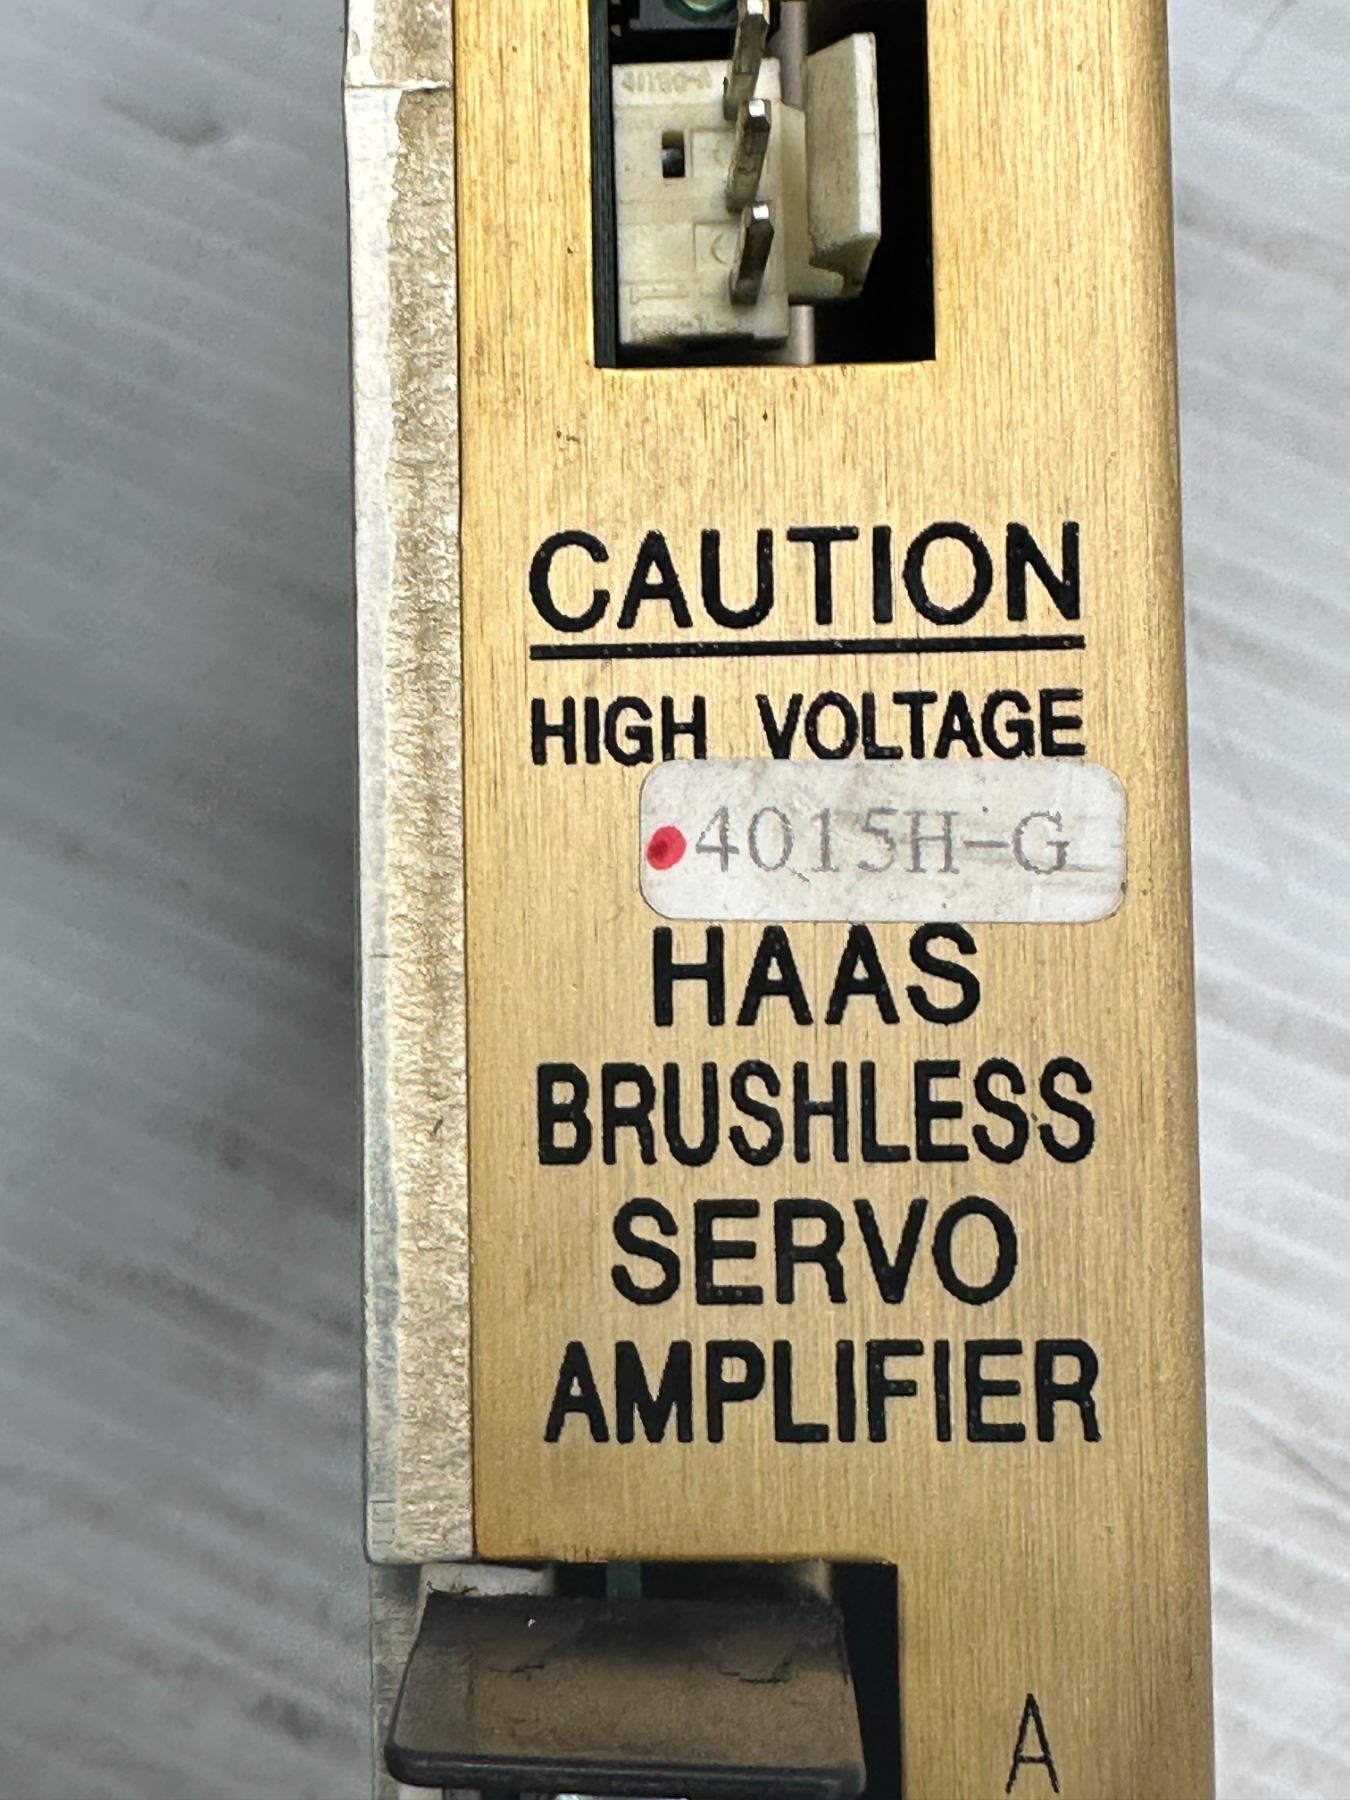 CAUTION
HIGH VOLTAGE
4015H-G
HAAS
BRUSHLESS
SERVO
AMPLIFIER
A